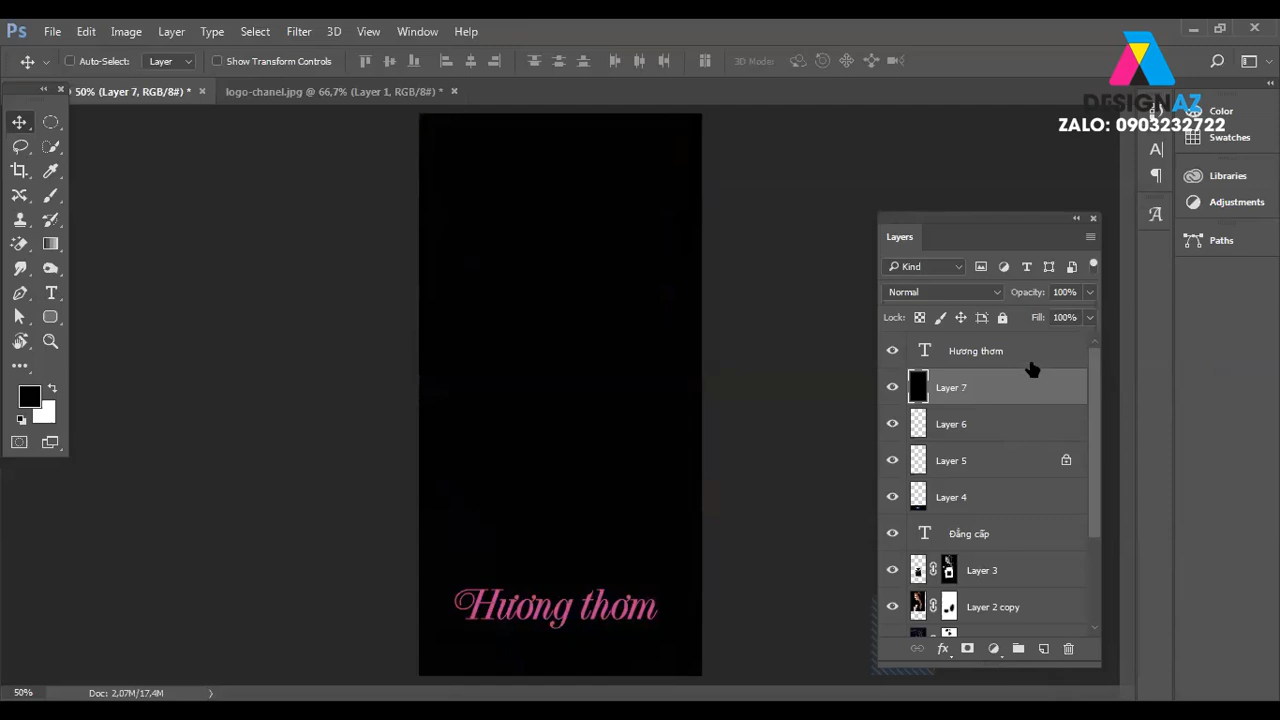 Ps File Edit Image Layer Type Select Filter 3D View Window Help
Auto-Select: Layer Show Transform Controls 3D Mode:
50% (Layer 7, RGB/8#) * × logo-chanel.jpg @ 66,7% (Layer 1, RGB/8#) * ×
DESIGN AZ
ZALO: 0903232722
Color
Swatches
Libraries
Adjustments
Paths
Layers
Kind
Normal Opacity: 100%
Lock: Fill: 100%
Hương thơm
Layer 7
Layer 6
Layer 5
Layer 4
Đẳng cấp
Layer 3
Layer 2 copy
fx
Hương thơm
50% Doc: 2,07M/17,4M